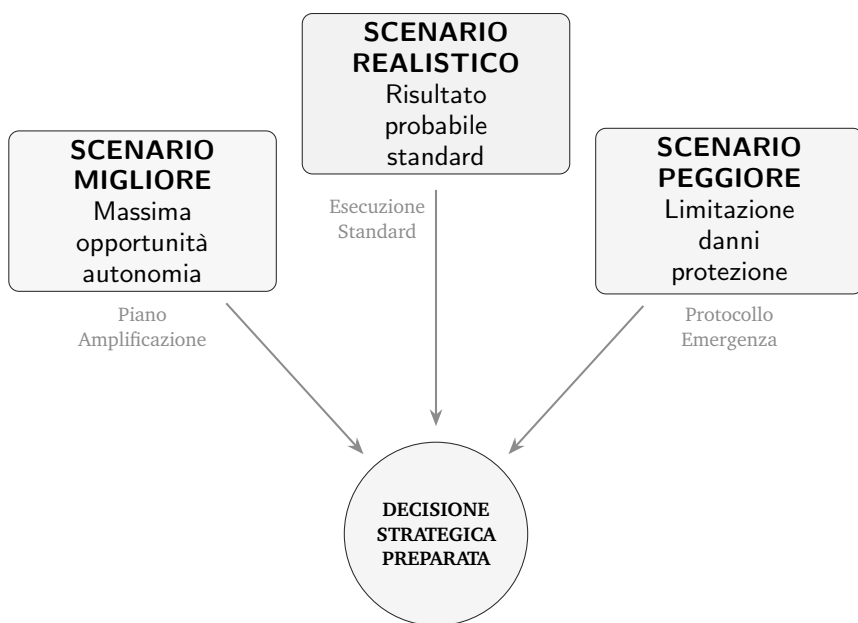 SCENARIO
REALISTICO
Risultato
probabile
standard
SCENARIO
MIGLIORE
Massima
opportunità
autonomia
SCENARIO
PEGGIORE
Limitazione
danni
protezione
Esecuzione
Standard
Piano
Amplificazione
Protocollo
Emergenza
DECISIONE
STRATEGICA
PREPARATA